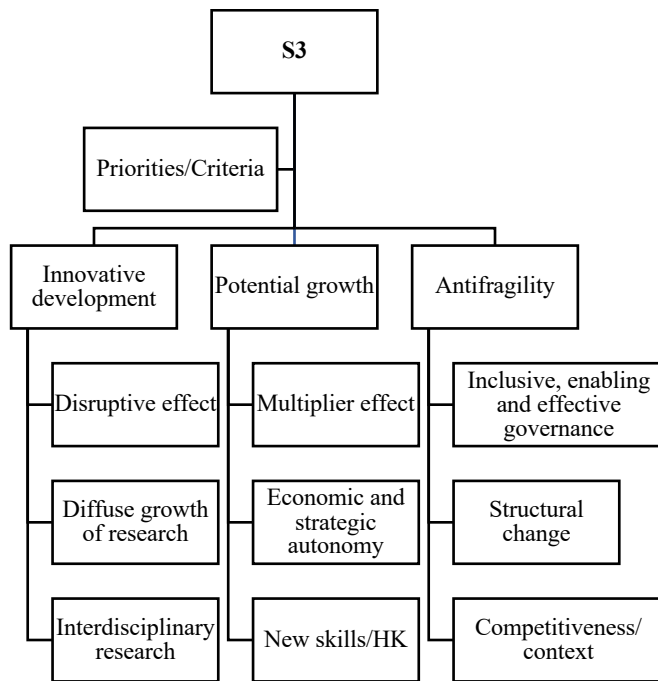 S3
Priorities/Criteria
Innovative
development
Potential growth
Antifragility
Disruptive effect
Multiplier effect
Inclusive, enabling
and effective
governance
Diffuse growth
of research
Economic and
strategic
autonomy
Structural
change
Interdisciplinary
research
New skills/HK
Competitiveness/
context